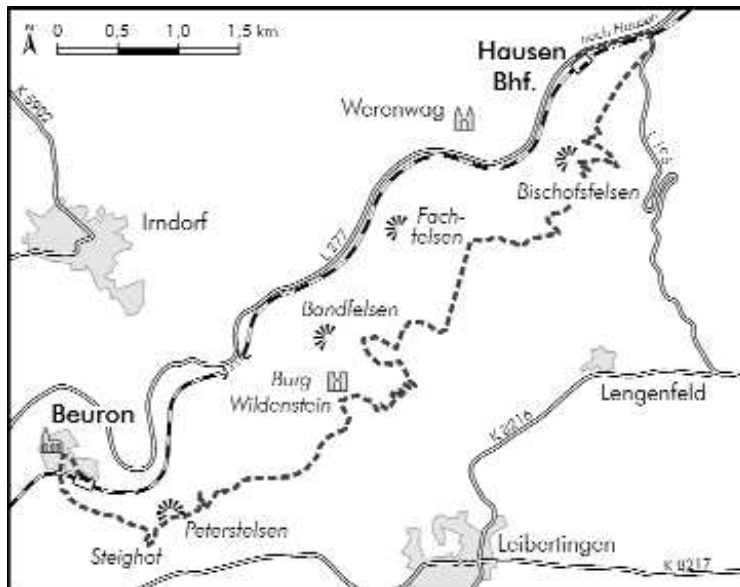 N
0 0,5 1,0 1,5 km
nach Hausen
Hausen
Bhf.
K 5902
Werenwag
Bischofsfelsen
Irndorf
Fach-
felsen
L 277
Bandfelsen
Burg
Wildenstein
Lengenfeld
Beuron
K 8216
Petersfelsen
Steighof
Leibertingen
K 8217